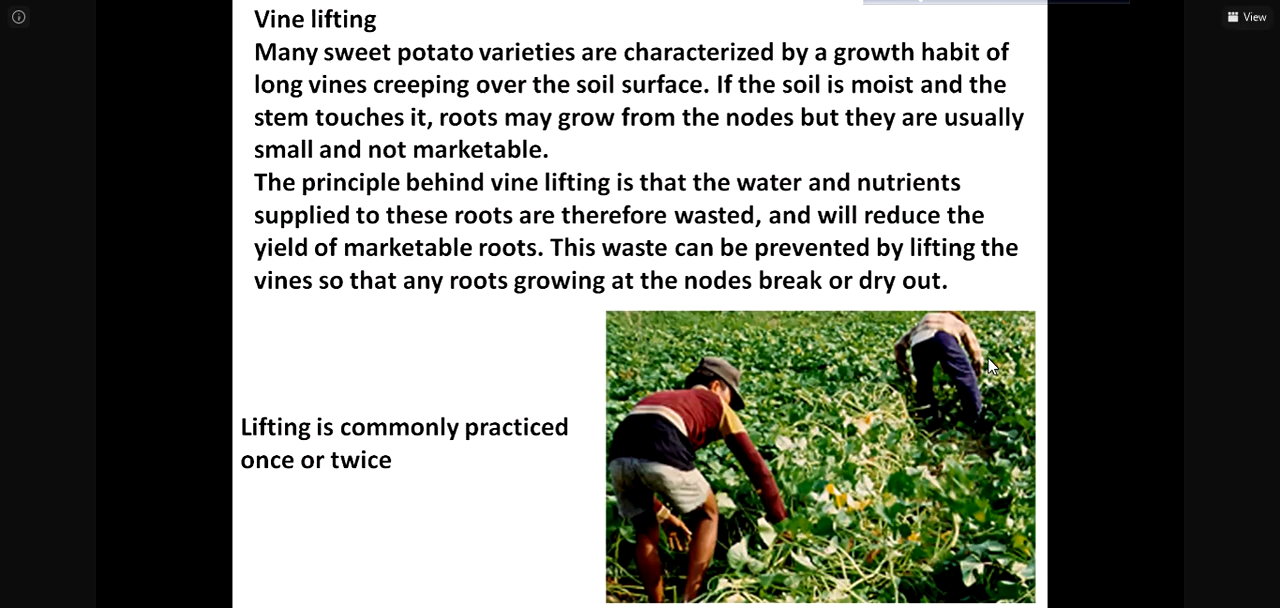 View
Vine lifting
Many sweet potato varieties are characterized by a growth habit of
long vines creeping over the soil surface. If the soil is moist and the
stem touches it, roots may grow from the nodes but they are usually
small and not marketable.
The principle behind vine lifting is that the water and nutrients
supplied to these roots are therefore wasted, and will reduce the
yield of marketable roots. This waste can be prevented by lifting the
vines so that any roots growing at the nodes break or dry out.
Lifting is commonly practiced
once or twice